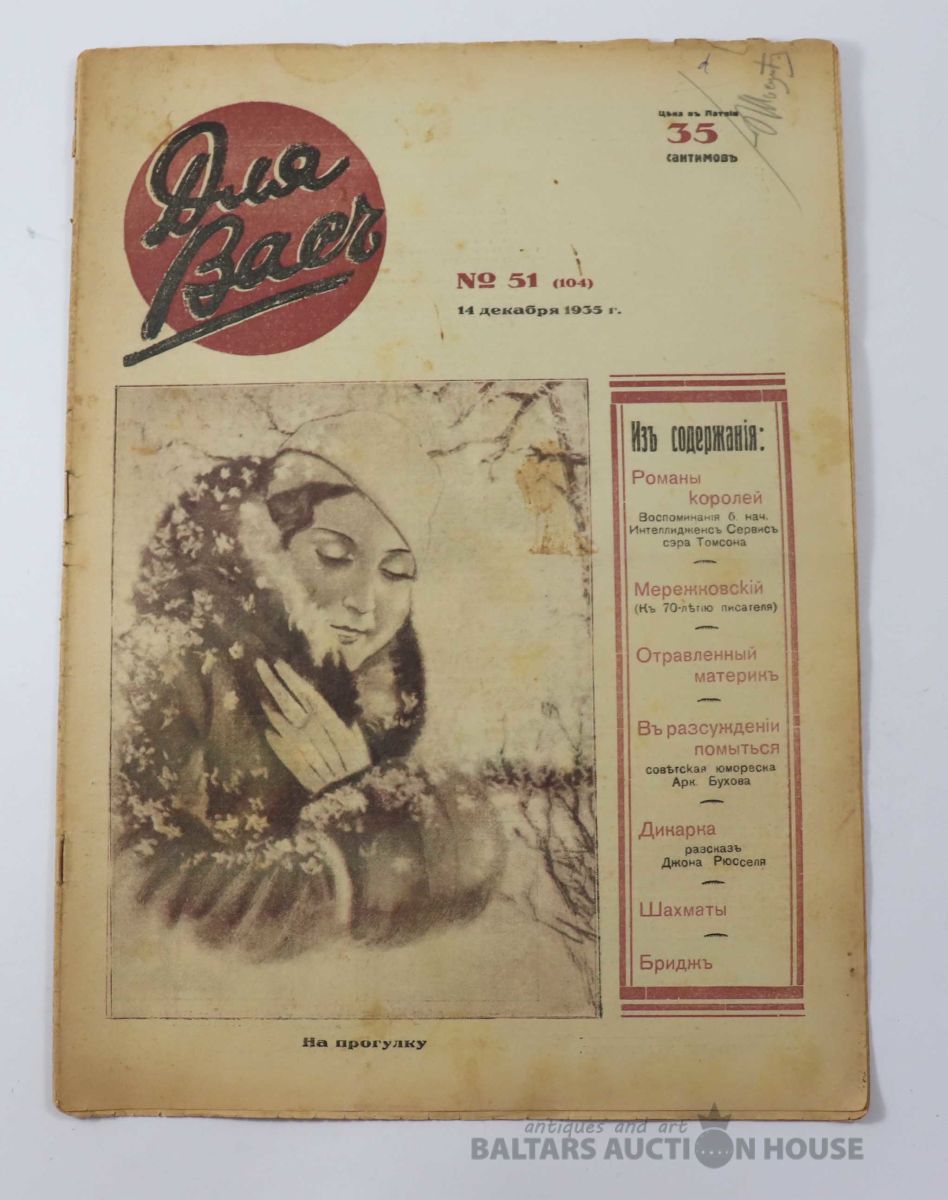 Для
Васъ
Цѣна въ Латвіи
35
сантимовъ
№ 51 (104)
14 декабря 1935 г.
Изъ содержанія:
Романы
королей
Воспоминанія б. нач.
Интеллидженсъ Сервисъ
сэра Томсона
Мережковскій
(Къ 70-лѣтію писателя)
Отравленный
материкъ
Въ разсужденіи
помыться
совѣтская юмореска
Арк. Бухова
Дикарка
разсказъ
Джона Рюсселя
Шахматы
Бриджъ
На прогулку
antiques and art
BALTARS AUCTION HOUSE